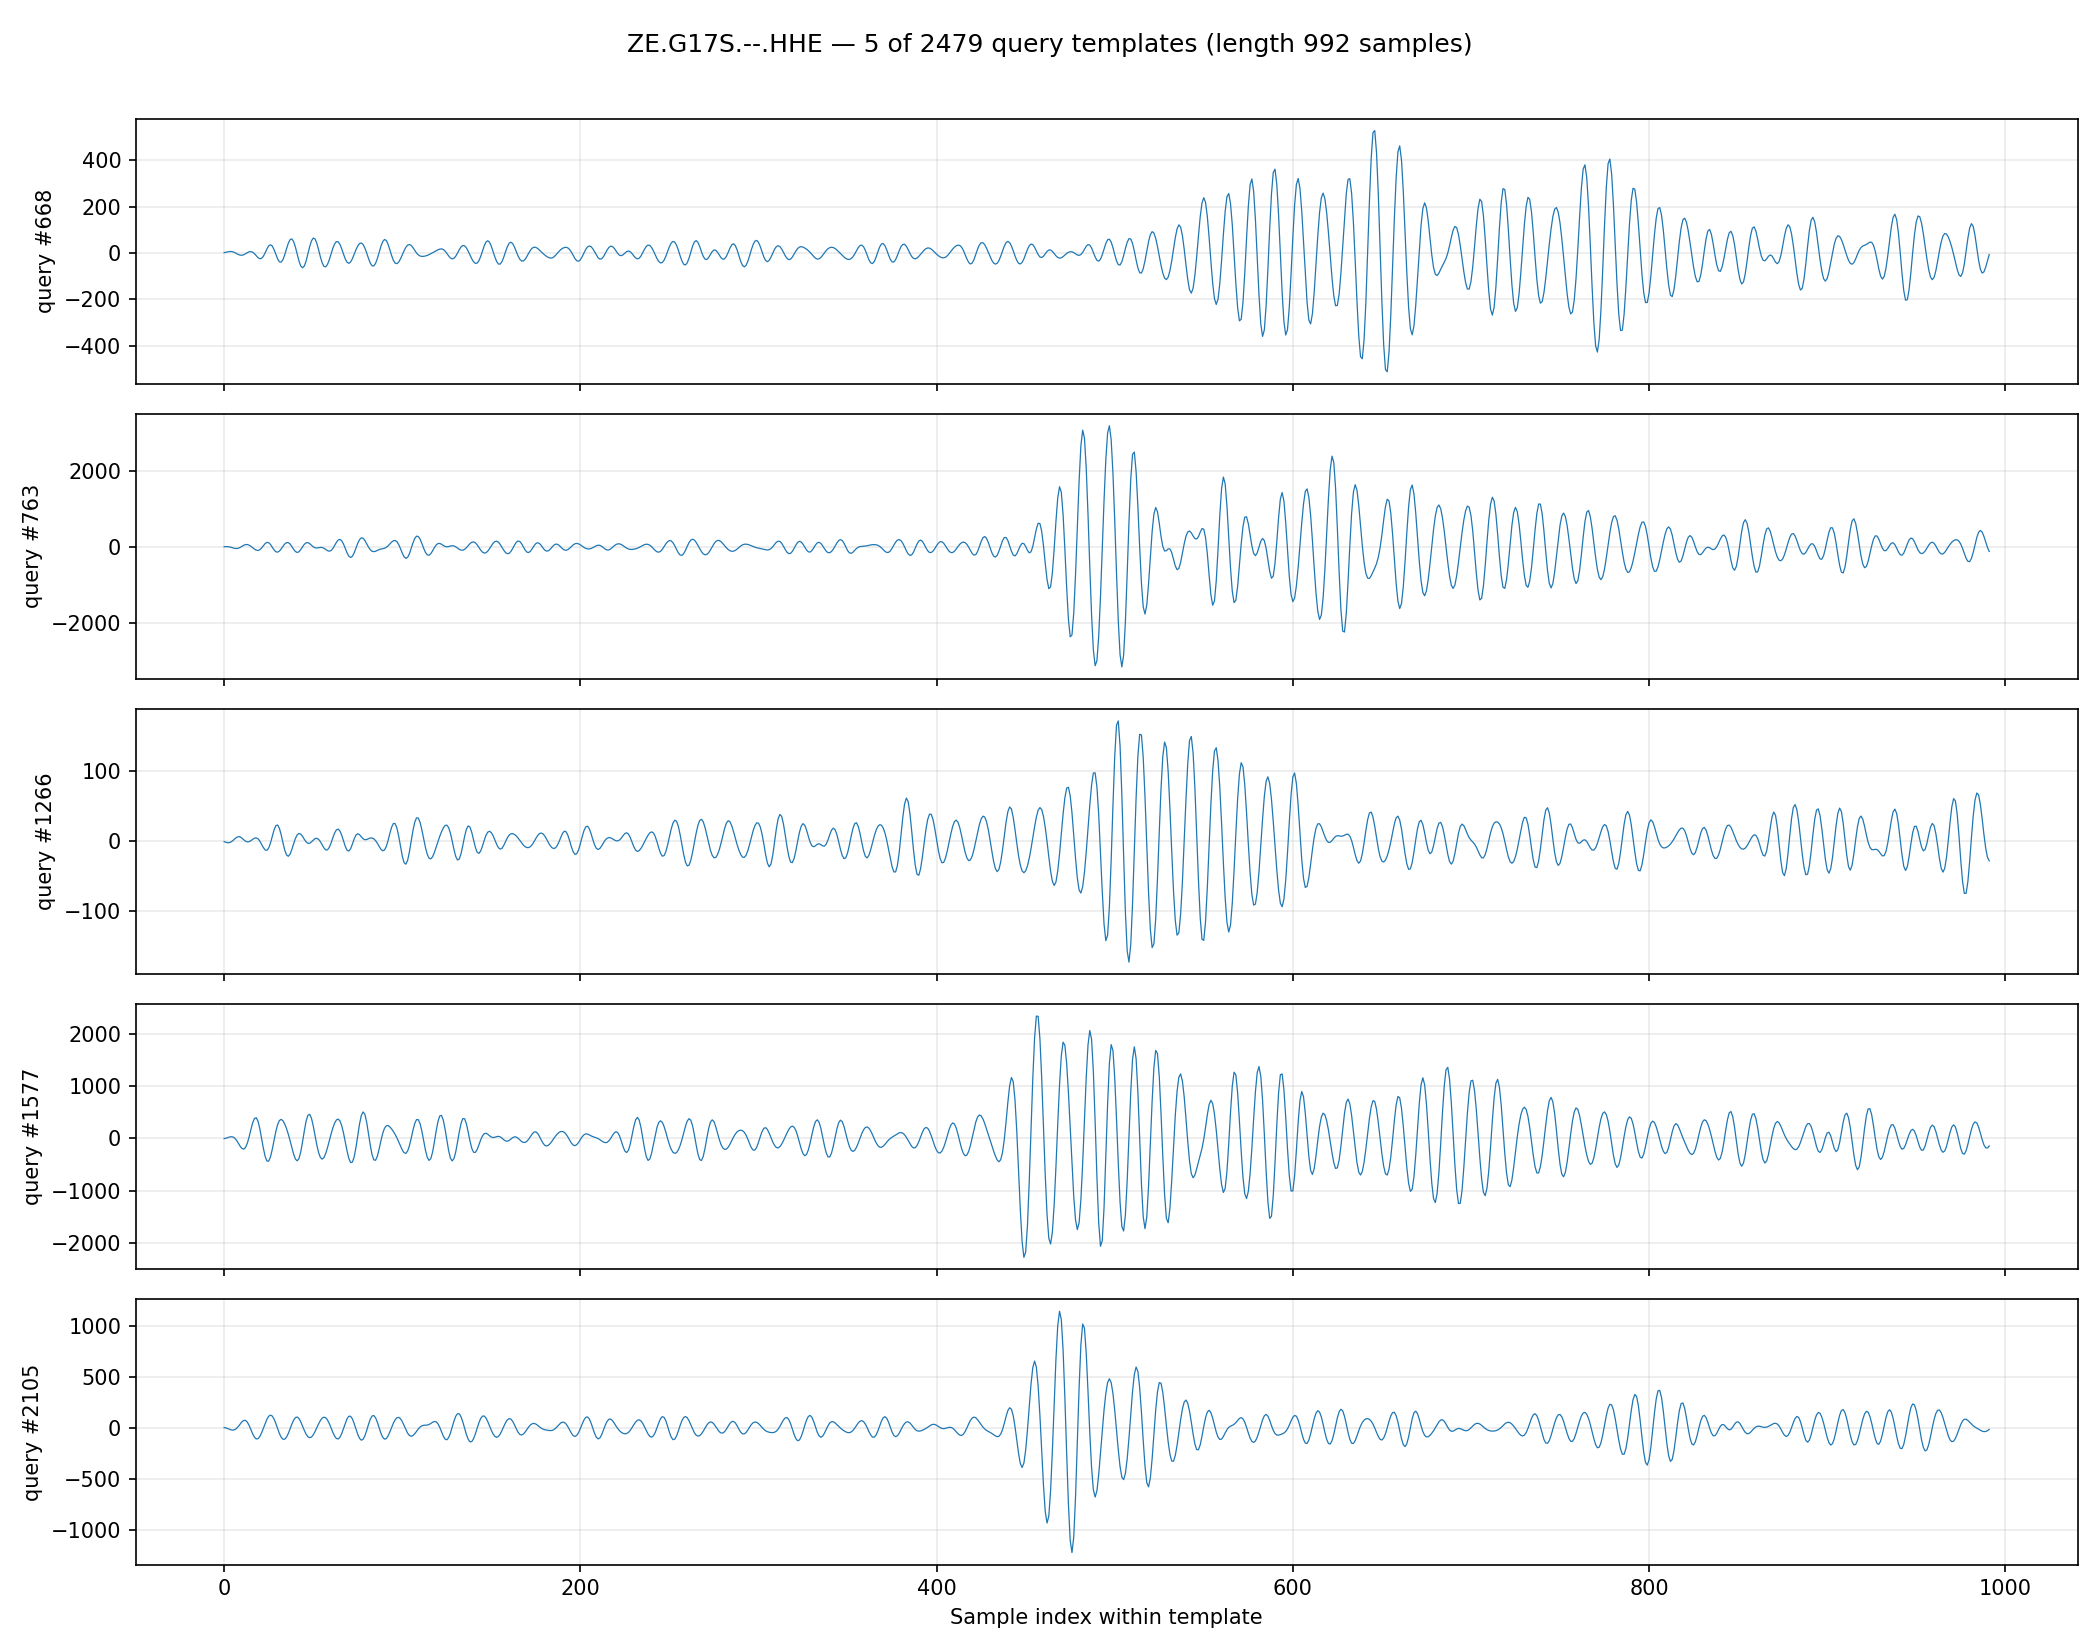 ZE.G17S.--.HHE — 5 of 2479 query templates (length 992 samples)
query #668
400
200
0
−200
−400
query #763
2000
0
−2000
query #1266
100
0
−100
query #1577
2000
1000
0
−1000
−2000
query #2105
1000
500
0
−500
−1000
0 200 400 600 800 1000
Sample index within template